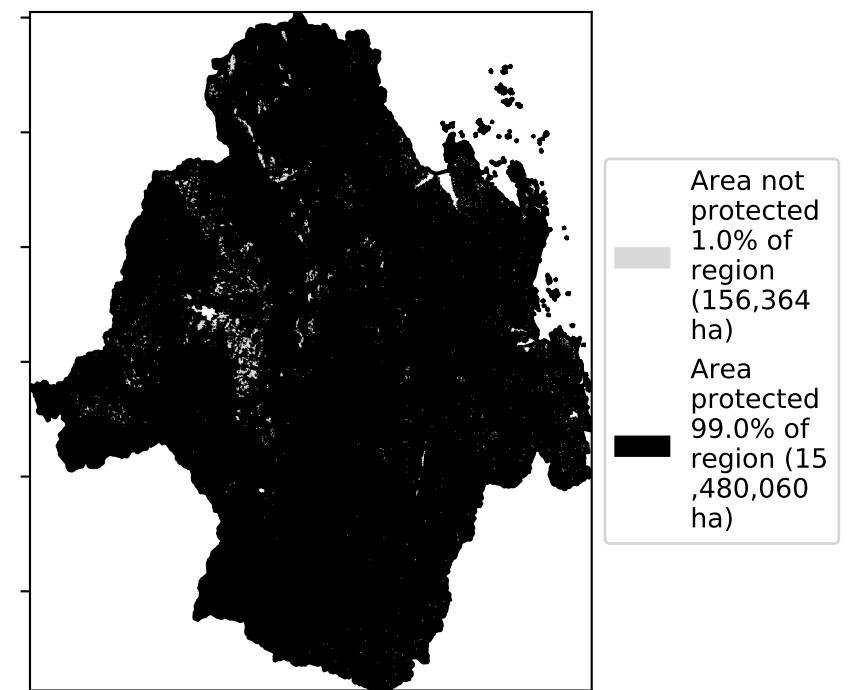 Area not
protected
1.0% of
region
(156,364
ha)
Area
protected
99.0% of
region (15
,480,060
ha)